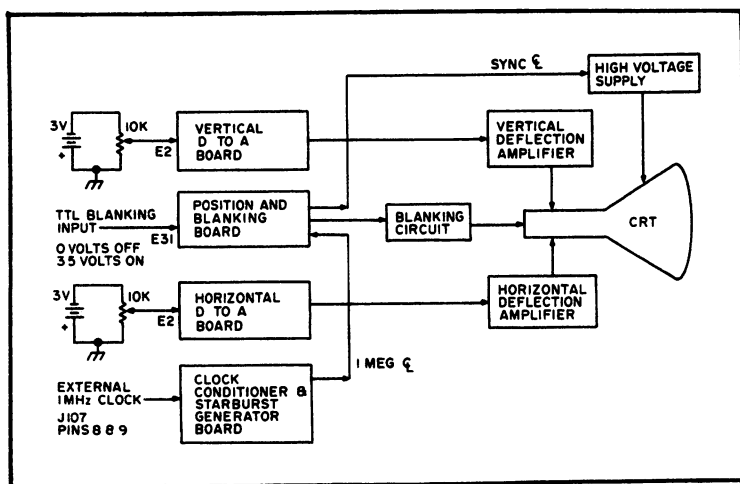 SYNC ℄
HIGH VOLTAGE
SUPPLY
3V
10K
+
E2
VERTICAL
D TO A
BOARD
VERTICAL
DEFLECTION
AMPLIFIER
TTL BLANKING
INPUT
E31
0 VOLTS OFF
35 VOLTS ON
POSITION AND
BLANKING
BOARD
BLANKING
CIRCUIT
CRT
3V
10K
+
E2
HORIZONTAL
D TO A
BOARD
HORIZONTAL
DEFLECTION
AMPLIFIER
1 MEG ℄
EXTERNAL
1MHz CLOCK
J107
PINS 8 8 9
CLOCK
CONDITIONER &
STARBURST
GENERATOR
BOARD